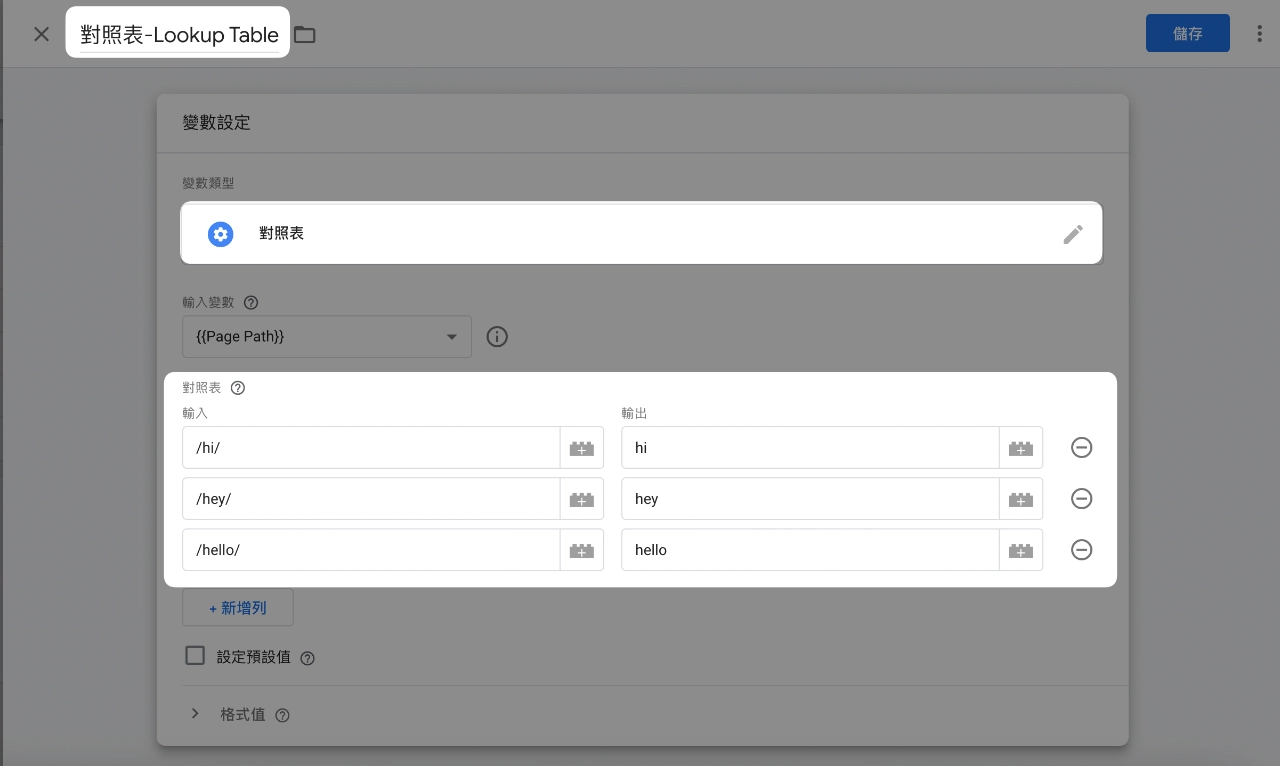 對照表-Lookup Table
儲存
變數設定
變數類型
對照表
輸入變數
{{Page Path}}
對照表
輸入 輸出
/hi/ hi
/hey/ hey
/hello/ hello
+ 新增列
設定預設值
格式值